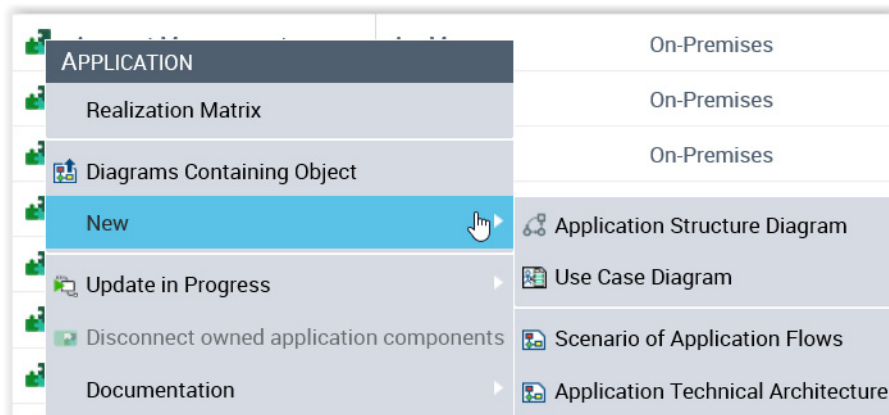 On-Premises
APPLICATION
Realization Matrix
On-Premises
On-Premises
Diagrams Containing Object
New
Application Structure Diagram
Use Case Diagram
Update in Progress
Disconnect owned application components
Scenario of Application Flows
Documentation
Application Technical Architecture